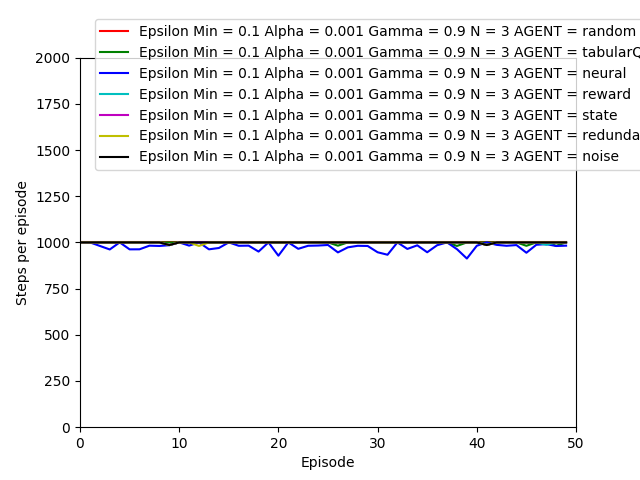 Epsilon Min = 0.1 Alpha = 0.001 Gamma = 0.9 N = 3 AGENT = random
Epsilon Min = 0.1 Alpha = 0.001 Gamma = 0.9 N = 3 AGENT = tabularQ
Epsilon Min = 0.1 Alpha = 0.001 Gamma = 0.9 N = 3 AGENT = neural
Epsilon Min = 0.1 Alpha = 0.001 Gamma = 0.9 N = 3 AGENT = reward
Epsilon Min = 0.1 Alpha = 0.001 Gamma = 0.9 N = 3 AGENT = state
Epsilon Min = 0.1 Alpha = 0.001 Gamma = 0.9 N = 3 AGENT = redunda
Epsilon Min = 0.1 Alpha = 0.001 Gamma = 0.9 N = 3 AGENT = noise
2000
1750
1500
1250
1000
750
500
250
0
Steps per episode
0 10 20 30 40 50
Episode